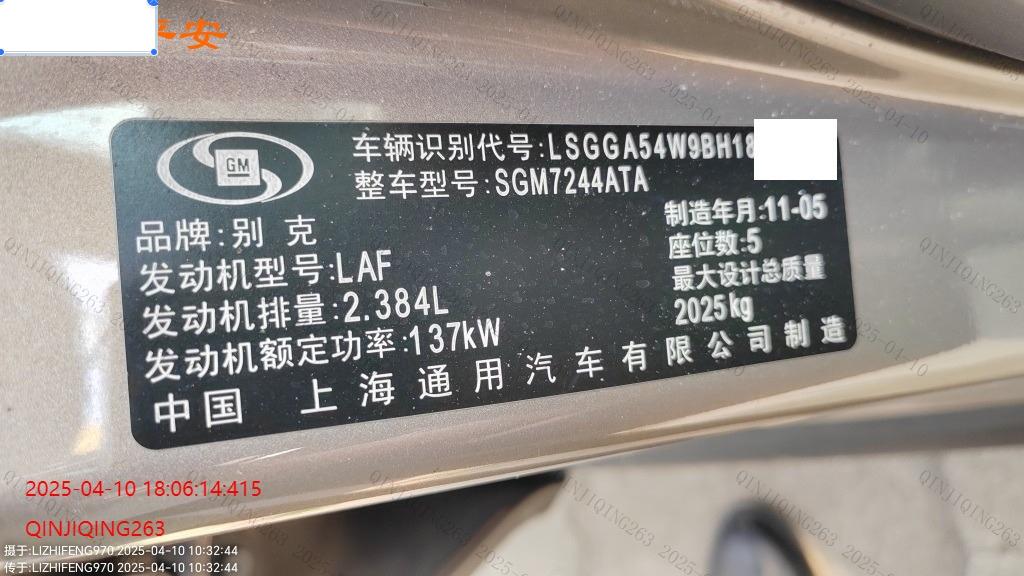 平安
GM
车辆识别代号:LSGGA54W9BH18
整车型号:SGM7244ATA
制造年月:11-05
品牌:别 克
座位数:5
发动机型号:LAF
最大设计总质量
2025kg
发动机排量:2.384L
发动机额定功率:137kW
中国 上海通用汽车有限公司制造
2025-04-10 18:06:14:415
QINJIQING263
摄于:LIZHIFENG970 2025-04-10 10:32:44
传于:LIZHIFENG970 2025-04-10 10:32:44
QINJIQING263 2025-04-10